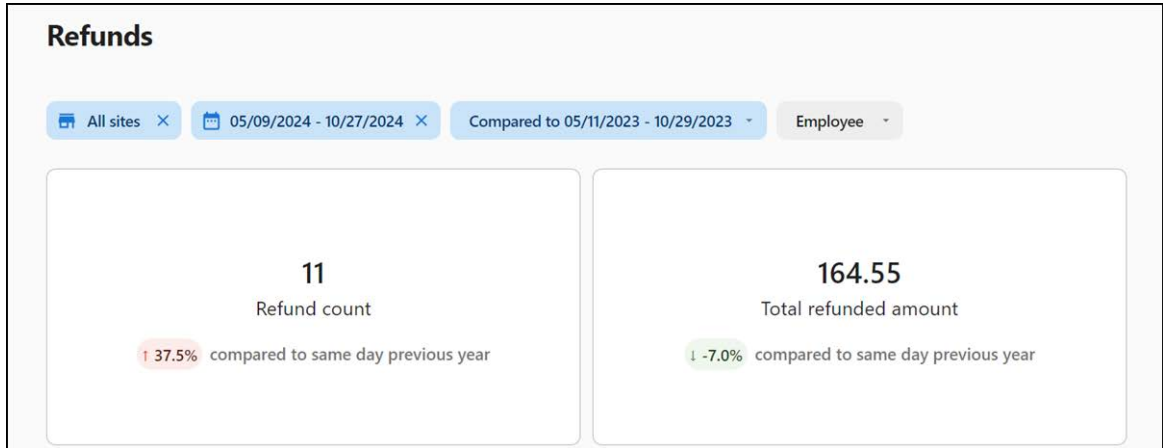 Refunds
All sites
05/09/2024 - 10/27/2024
Compared to 05/11/2023 - 10/29/2023
Employee
11
Refund count
↑ 37.5% compared to same day previous year
164.55
Total refunded amount
↓ -7.0% compared to same day previous year